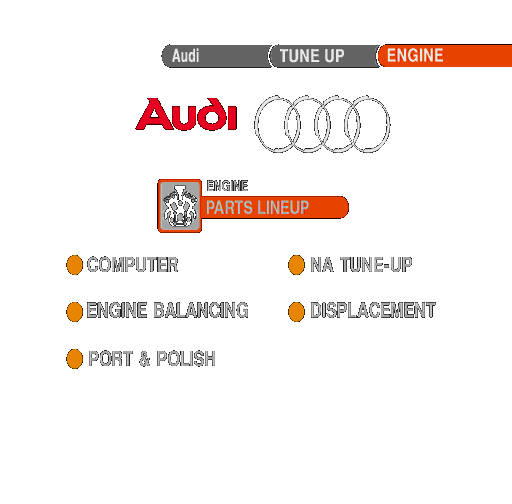 Audi TUNE UP ENGINE
Audi
ENGINE
PARTS LINEUP
COMPUTER NA TUNE-UP
ENGINE BALANCING DISPLACEMENT
PORT & POLISH